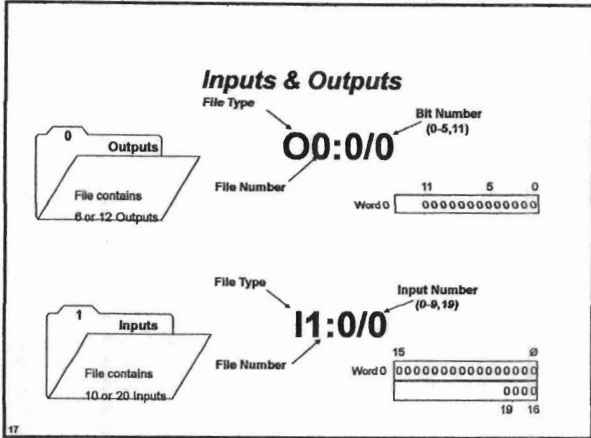 Inputs & Outputs
File Type
Bit Number
(0-5,11)
0
Outputs
O0:0/0
File contains
6 or 12 Outputs
File Number
11 5 0
Word 0 000000000000
File Type
Input Number
(0-9,19)
1
Inputs
I1:0/0
File contains
10 or 20 Inputs
File Number
15 Ø
Word 0 0000000000000000
0000
19 16
17